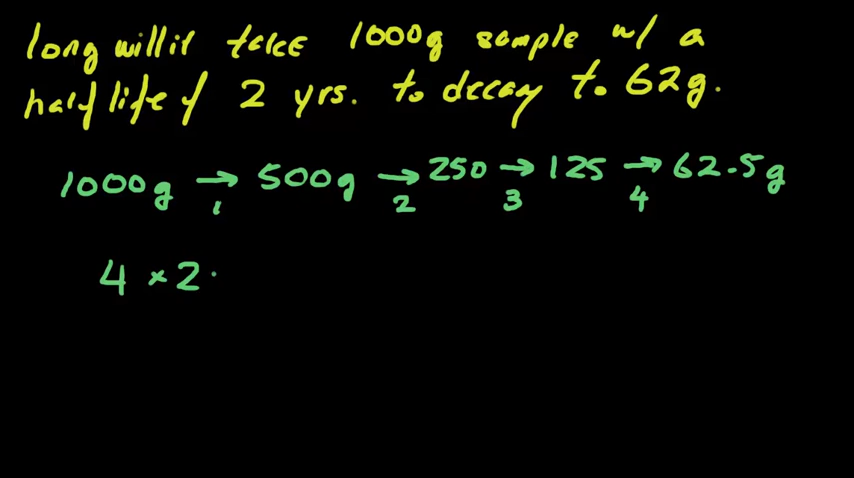 long will it take 1000g sample w/ a
half life of 2 yrs. to decay to 62g.
1000g → 500g → 250 → 125 → 62.5g
1 2 3 4
4 × 2